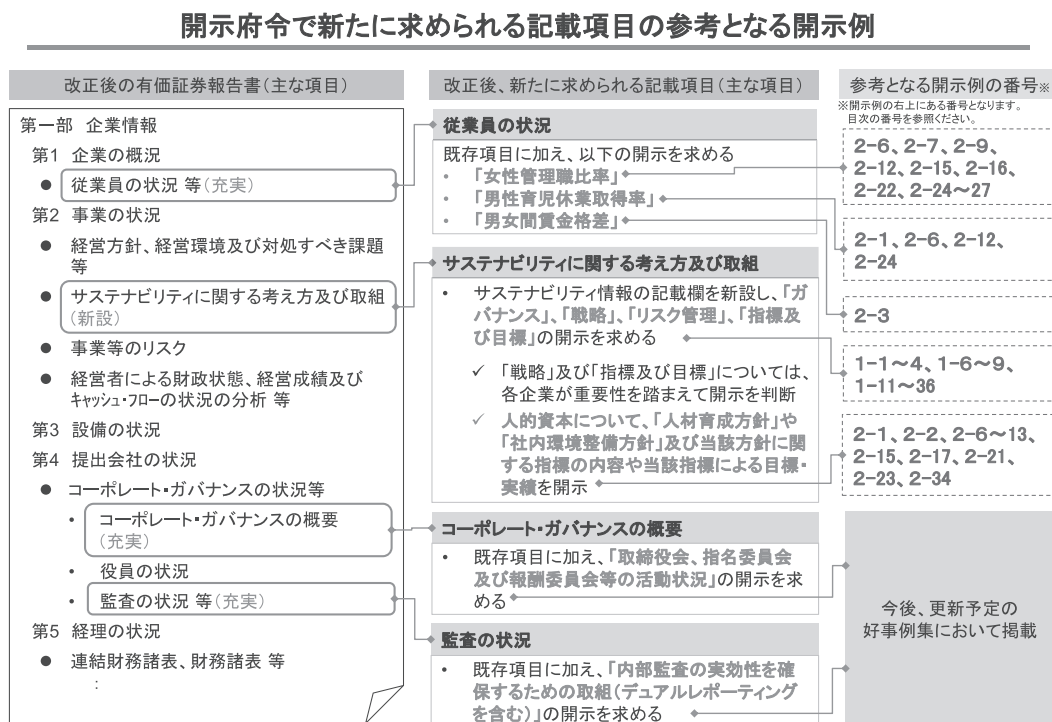 開示府令で新たに求められる記載項目の参考となる開示例
改正後の有価証券報告書(主な項目)
第一部 企業情報
第1 企業の概況
● 従業員の状況 等(充実)
第2 事業の状況
● 経営方針、経営環境及び対処すべき課題
等
● サステナビリティに関する考え方及び取組
(新設)
● 事業等のリスク
● 経営者による財政状態、経営成績及び
キャッシュ・フローの状況の分析 等
第3 設備の状況
第4 提出会社の状況
● コーポレート・ガバナンスの状況等
• コーポレート・ガバナンスの概要
(充実)
• 役員の状況
• 監査の状況 等(充実)
第5 経理の状況
● 連結財務諸表、財務諸表 等
:
改正後、新たに求められる記載項目(主な項目)
従業員の状況
既存項目に加え、以下の開示を求める
• 「女性管理職比率」
• 「男性育児休業取得率」
• 「男女間賃金格差」
サステナビリティに関する考え方及び取組
• サステナビリティ情報の記載欄を新設し、「ガ
バナンス」、「戦略」、「リスク管理」、「指標及
び目標」の開示を求める
✓ 「戦略」及び「指標及び目標」については、
各企業が重要性を踏まえて開示を判断
✓ 人的資本について、「人材育成方針」や
「社内環境整備方針」及び当該方針に関
する指標の内容や当該指標による目標・
実績を開示
コーポレート・ガバナンスの概要
• 既存項目に加え、「取締役会、指名委員会
及び報酬委員会等の活動状況」の開示を求
める
監査の状況
• 既存項目に加え、「内部監査の実効性を確
保するための取組(デュアルレポーティング
を含む)」の開示を求める
参考となる開示例の番号※
※開示例の右上にある番号となります。
目次の番号を参照ください。
2-6、2-7、2-9、
2-12、2-15、2-16、
2-22、2-24~27
2-1、2-6、2-12、
2-24
2-3
1-1~4、1-6~9、
1-11~36
2-1、2-2、2-6~13、
2-15、2-17、2-21、
2-23、2-34
今後、更新予定の
好事例集において掲載